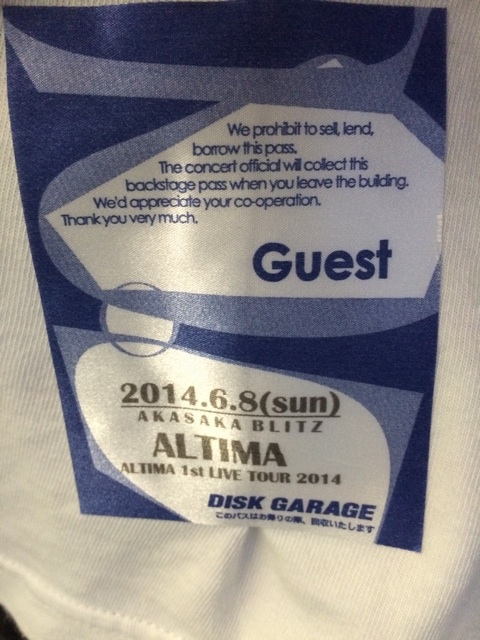 We prohibit to sell, lend,
borrow this pass.
The concert official will collect this
backstage pass when you leave the building.
We'd appreciate your co-operation.
Thank you very much.
Guest
2014.6.8(sun)
AKASAKA BLITZ
ALTIMA
ALTIMA 1st LIVE TOUR 2014
DISK GARAGE
このパスはお帰りの際、回収いたします